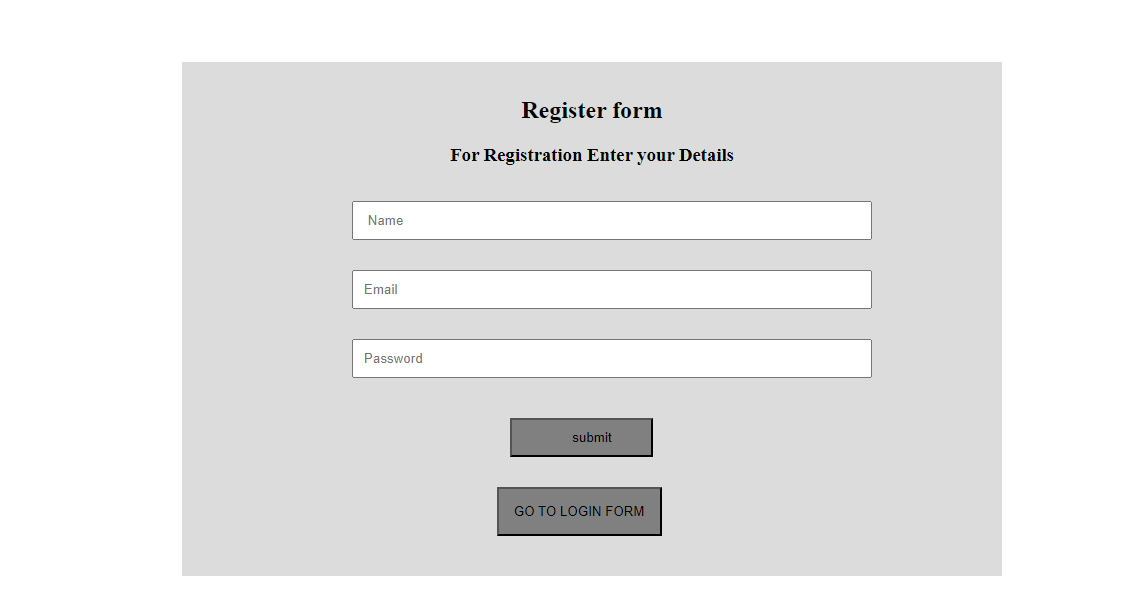 Register form
For Registration Enter your Details
Name
Email
Password
submit
GO TO LOGIN FORM